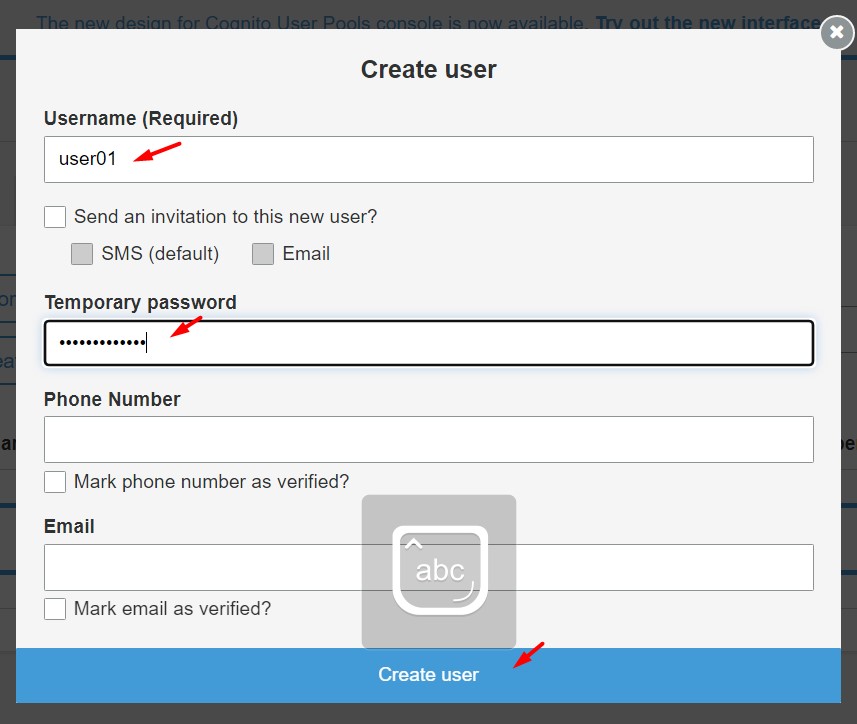 The new design for Cognito User Pools console is now available. Try out the new interface
Create user
Username (Required)
user01
Send an invitation to this new user?
SMS (default) Email
Temporary password
•••••••••••••
Phone Number
Mark phone number as verified?
Email
abc
Mark email as verified?
Create user